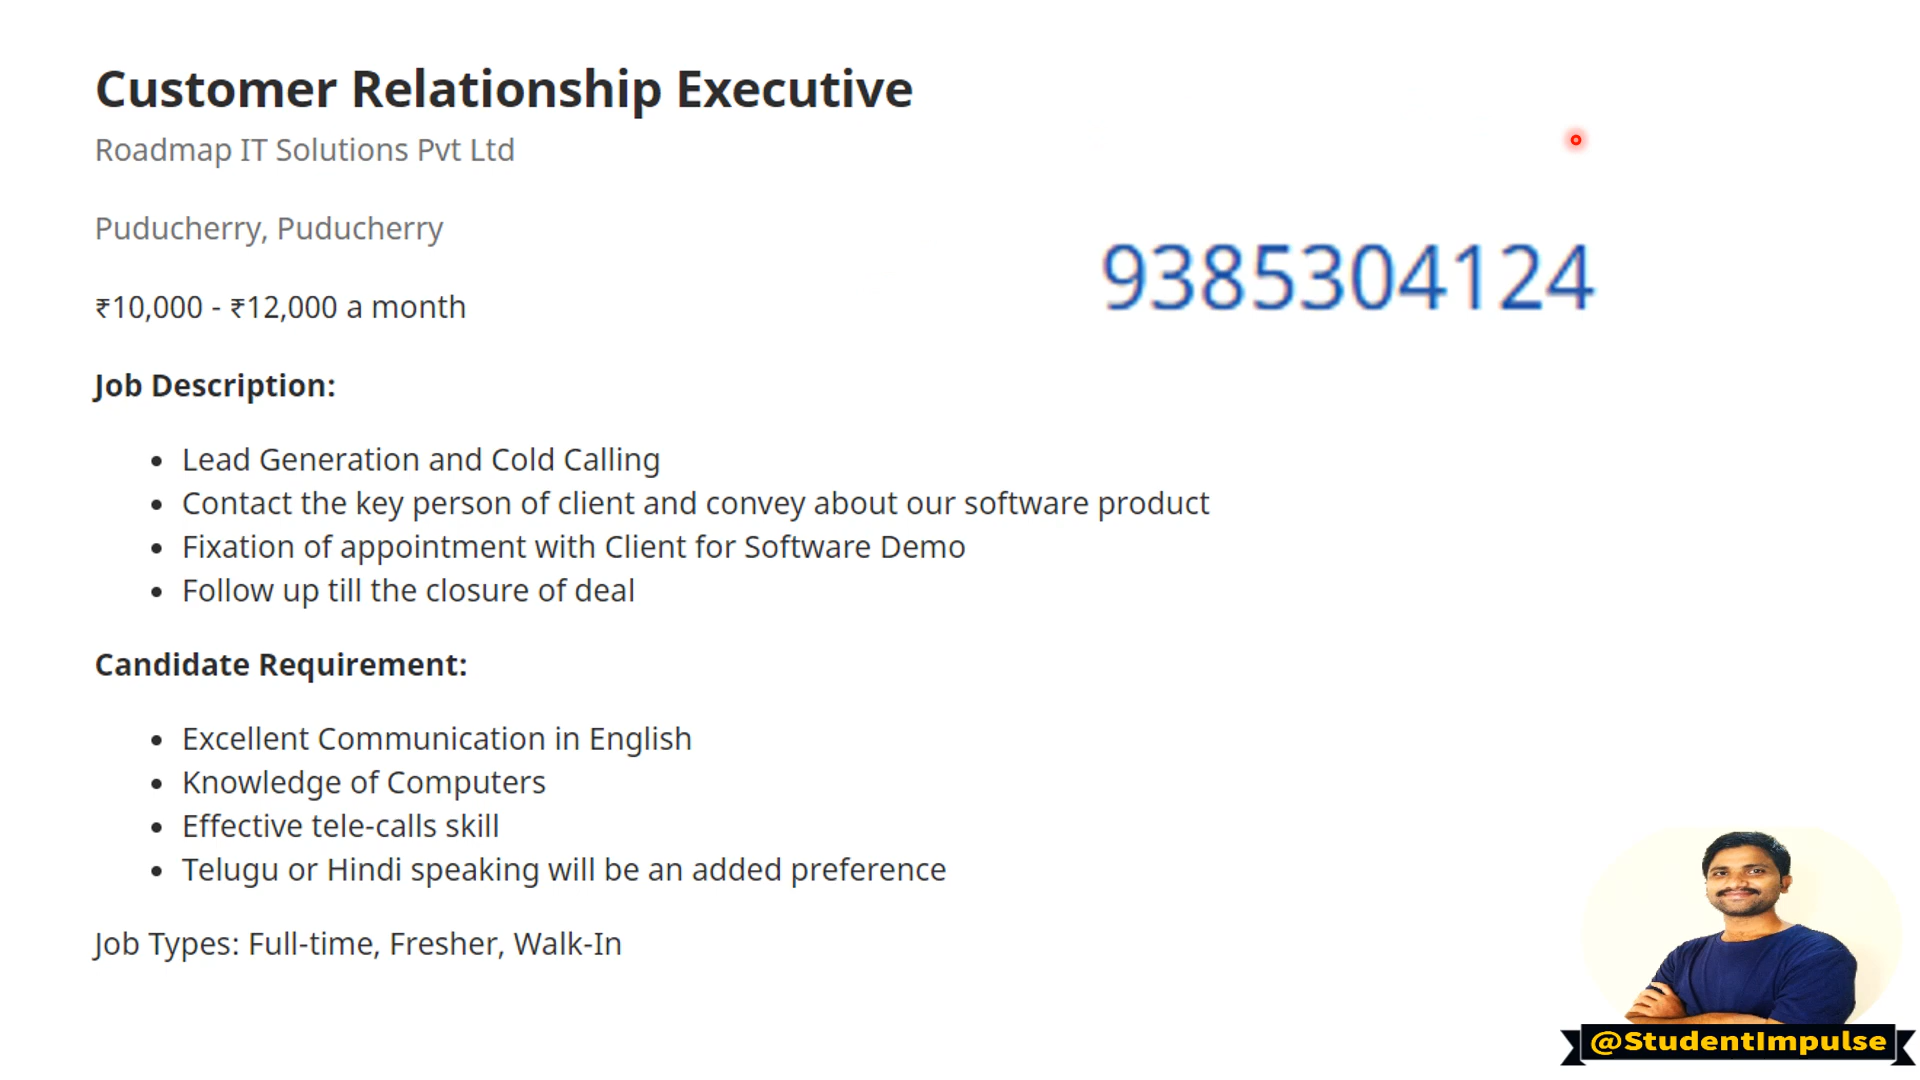 Customer Relationship Executive
Roadmap IT Solutions Pvt Ltd
Puducherry, Puducherry
9385304124
₹10,000 - ₹12,000 a month
Job Description:
• Lead Generation and Cold Calling
• Contact the key person of client and convey about our software product
• Fixation of appointment with Client for Software Demo
• Follow up till the closure of deal
Candidate Requirement:
• Excellent Communication in English
• Knowledge of Computers
• Effective tele-calls skill
• Telugu or Hindi speaking will be an added preference
Job Types: Full-time, Fresher, Walk-In
@StudentImpulse